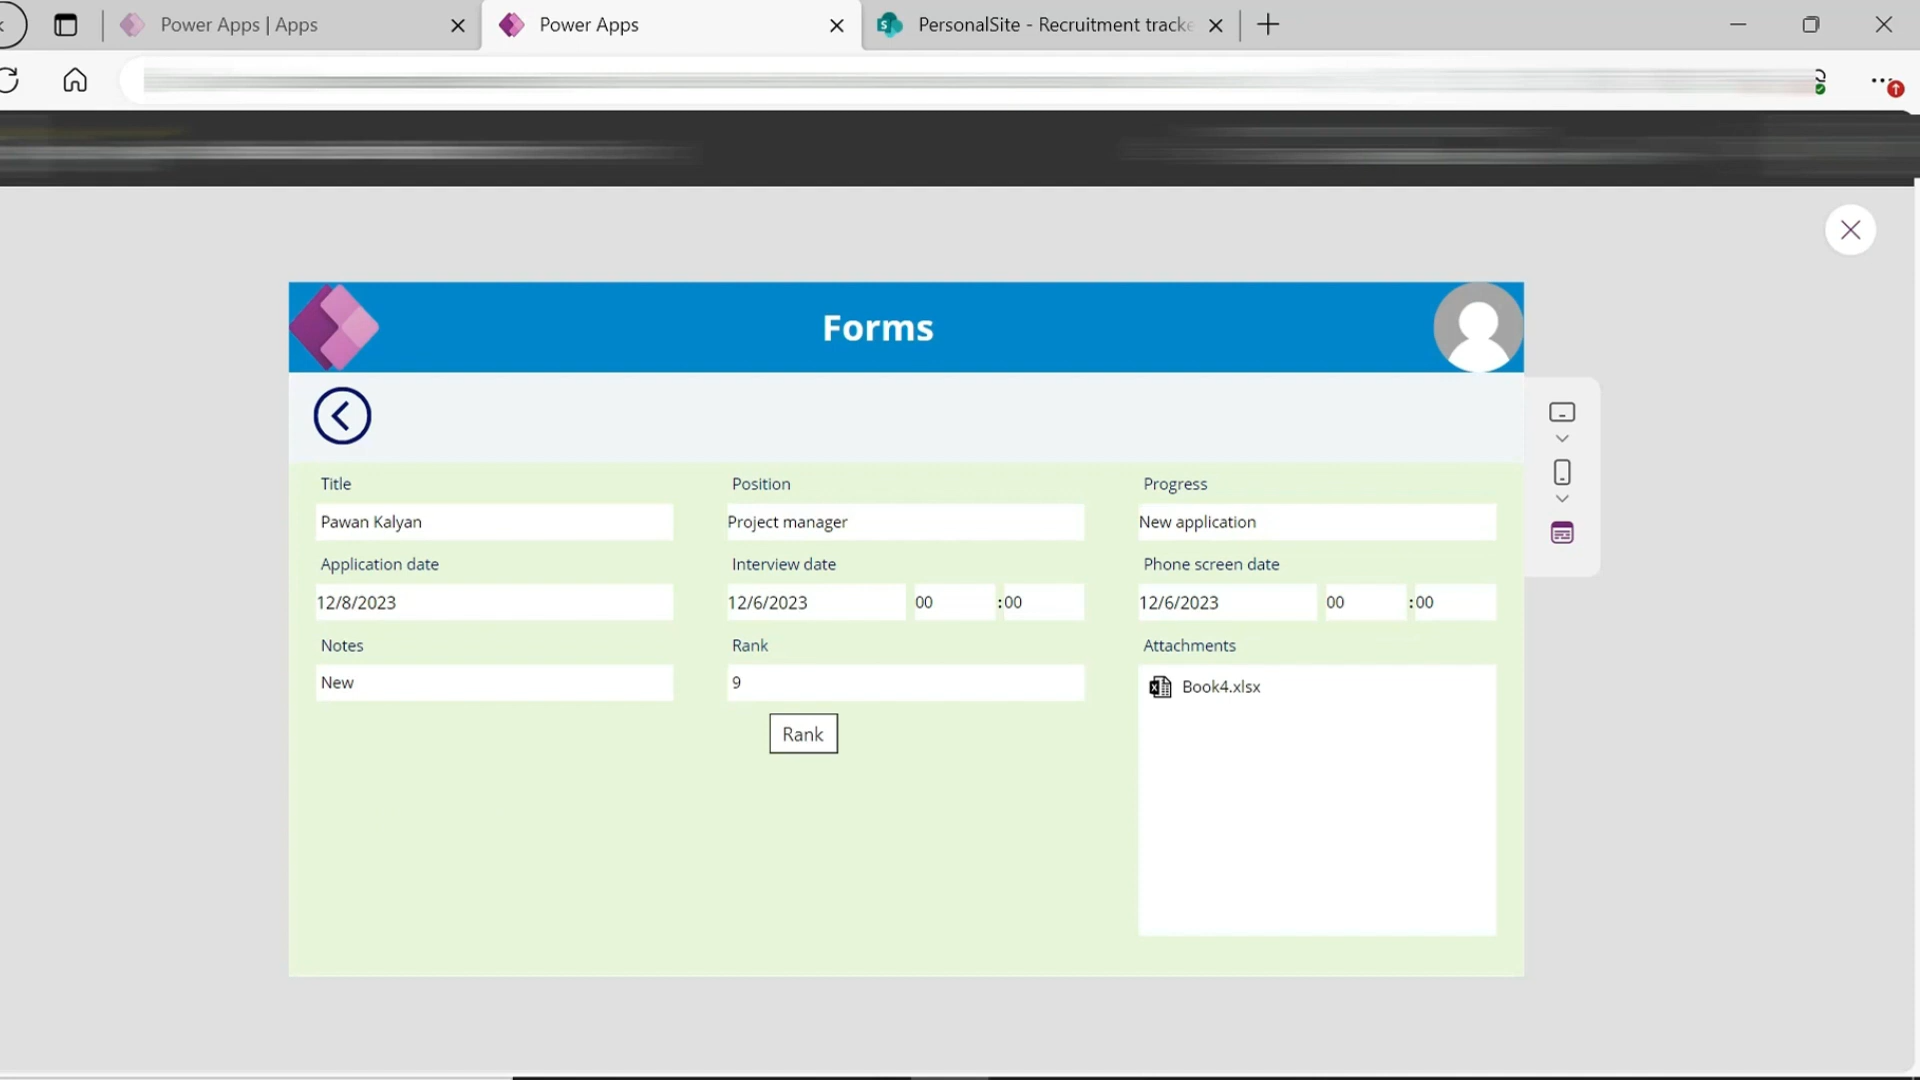 Power Apps | Apps
Power Apps
PersonalSite - Recruitment tracke
Forms
Title
Position
Progress
Pawan Kalyan
Project manager
New application
Application date
Interview date
Phone screen date
12/8/2023
12/6/2023 00 :00
12/6/2023 00 :00
Notes
Rank
Attachments
New
9
Book4.xlsx
Rank